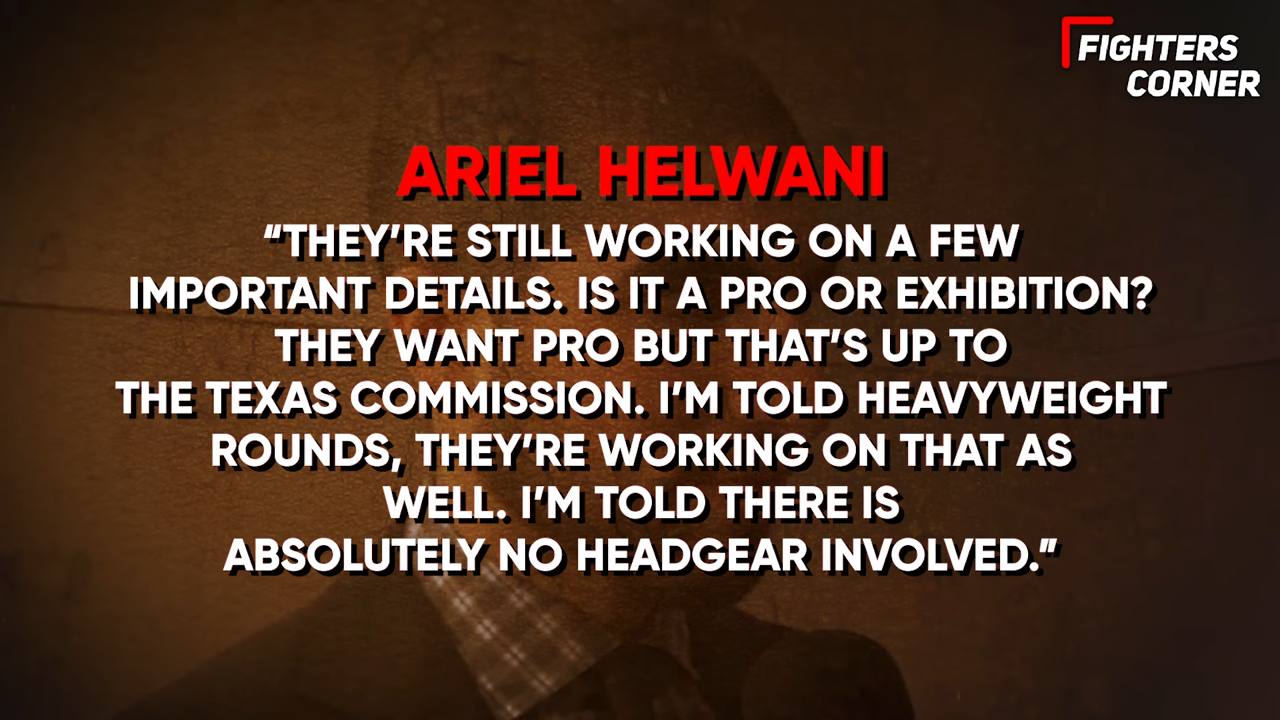 FIGHTERS
CORNER
ARIEL HELWANI
“THEY’RE STILL WORKING ON A FEW
IMPORTANT DETAILS. IS IT A PRO OR EXHIBITION?
THEY WANT PRO BUT THAT’S UP TO
THE TEXAS COMMISSION. I’M TOLD HEAVYWEIGHT
ROUNDS, THEY’RE WORKING ON THAT AS
WELL. I’M TOLD THERE IS
ABSOLUTELY NO HEADGEAR INVOLVED.”